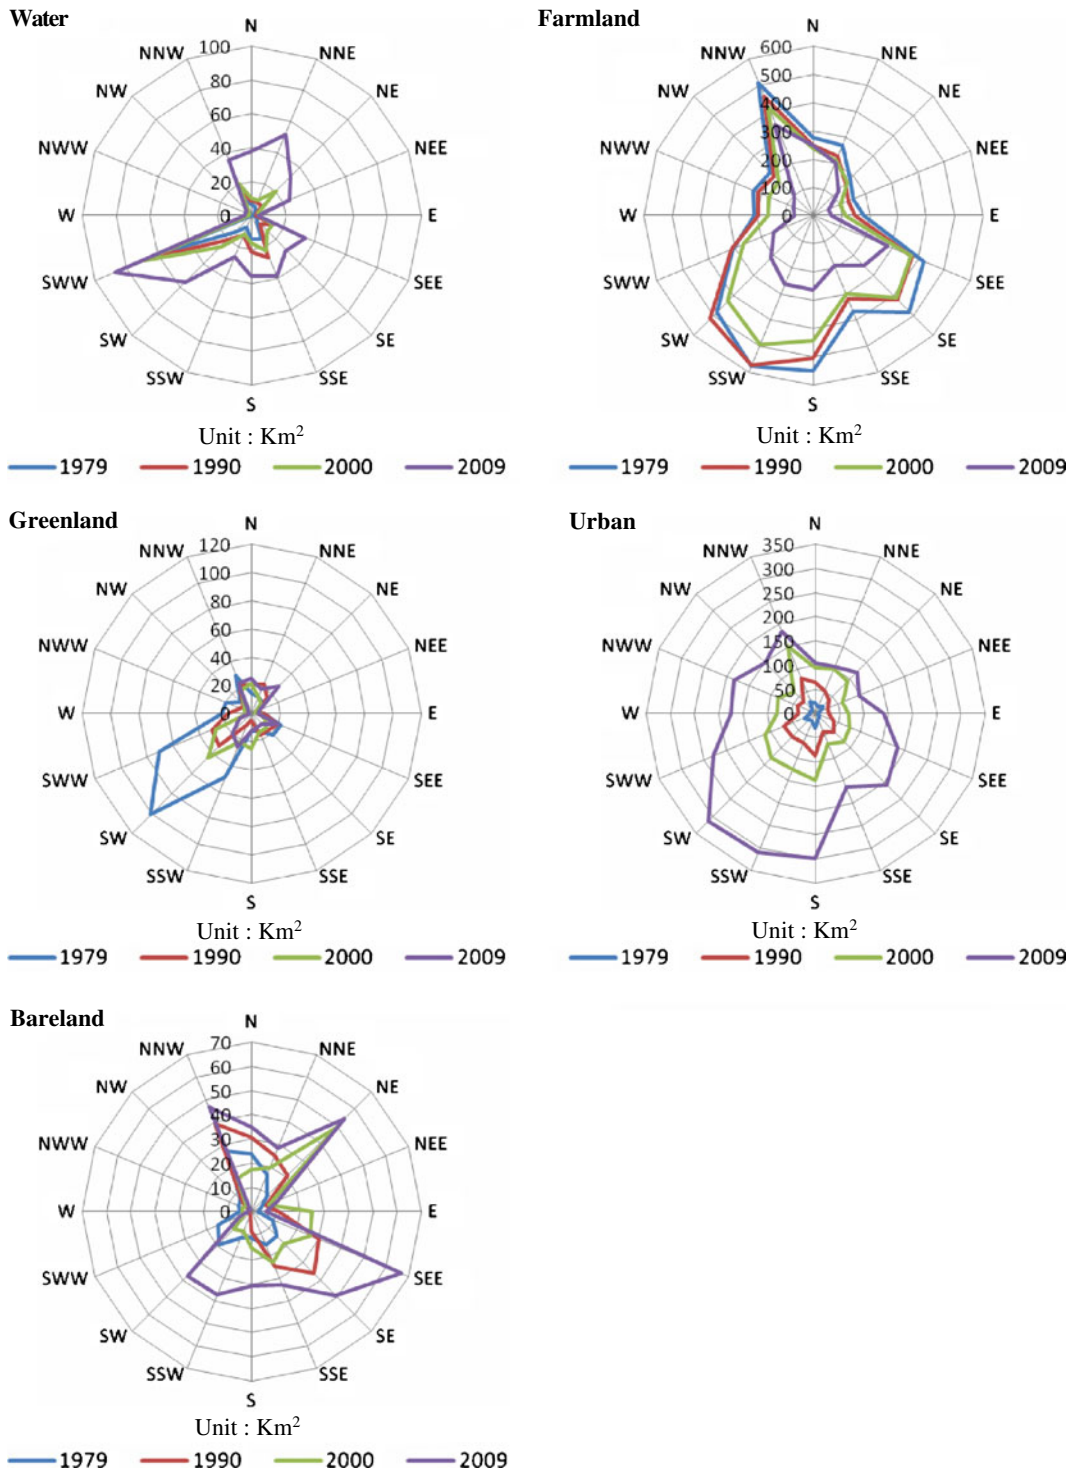 Water
N
NNE
NE
NEE
E
SEE
SE
SSE
S
SSW
SW
SWW
W
NWW
NW
NNW
100
80
60
40
20
0
Unit : Km²
1979 1990 2000 2009
Farmland
N
NNE
NE
NEE
E
SEE
SE
SSE
S
SSW
SW
SWW
W
NWW
NW
NNW
600
500
400
300
200
100
0
Unit : Km²
1979 1990 2000 2009
Greenland
N
NNE
NE
NEE
E
SEE
SE
SSE
S
SSW
SW
SWW
W
NWW
NW
NNW
120
100
80
60
40
20
0
Unit : Km²
1979 1990 2000 2009
Urban
N
NNE
NE
NEE
E
SEE
SE
SSE
S
SSW
SW
SWW
W
NWW
NW
NNW
350
300
250
200
150
100
50
0
Unit : Km²
1979 1990 2000 2009
Bareland
N
NNE
NE
NEE
E
SEE
SE
SSE
S
SSW
SW
SWW
W
NWW
NW
NNW
70
60
50
40
30
20
10
0
Unit : Km²
1979 1990 2000 2009